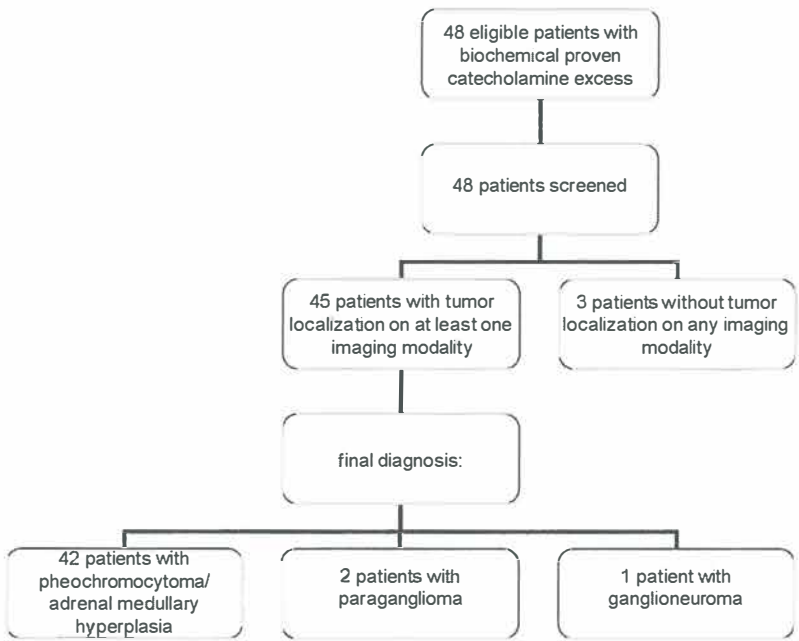 48 eligible patients with
biochemical proven
catecholamine excess
48 patients screened
45 patients with tumor
localization on at least one
imaging modality
3 patients without tumor
localization on any imaging
modality
final diagnosis:
42 patients with
pheochromocytoma/
adrenal medullary
hyperplasia
2 patients with
paraganglioma
1 patient with
ganglioneuroma